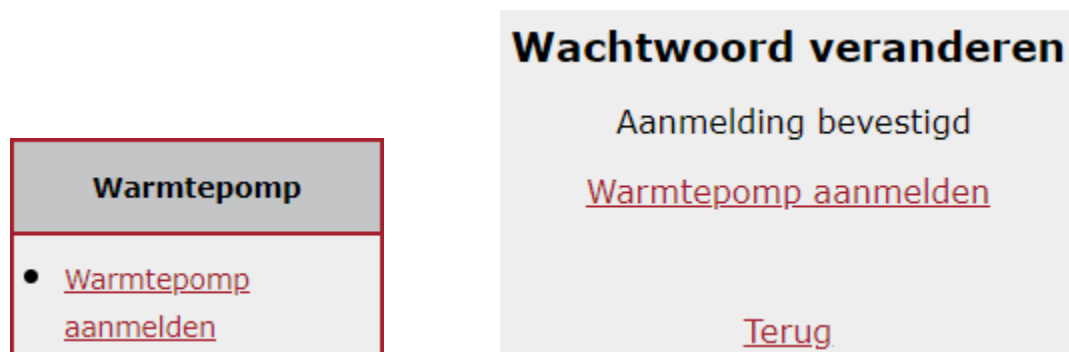 Warmtepomp
Warmtepomp
aanmelden
Wachtwoord veranderen
Aanmelding bevestigd
Warmtepomp aanmelden
Terug